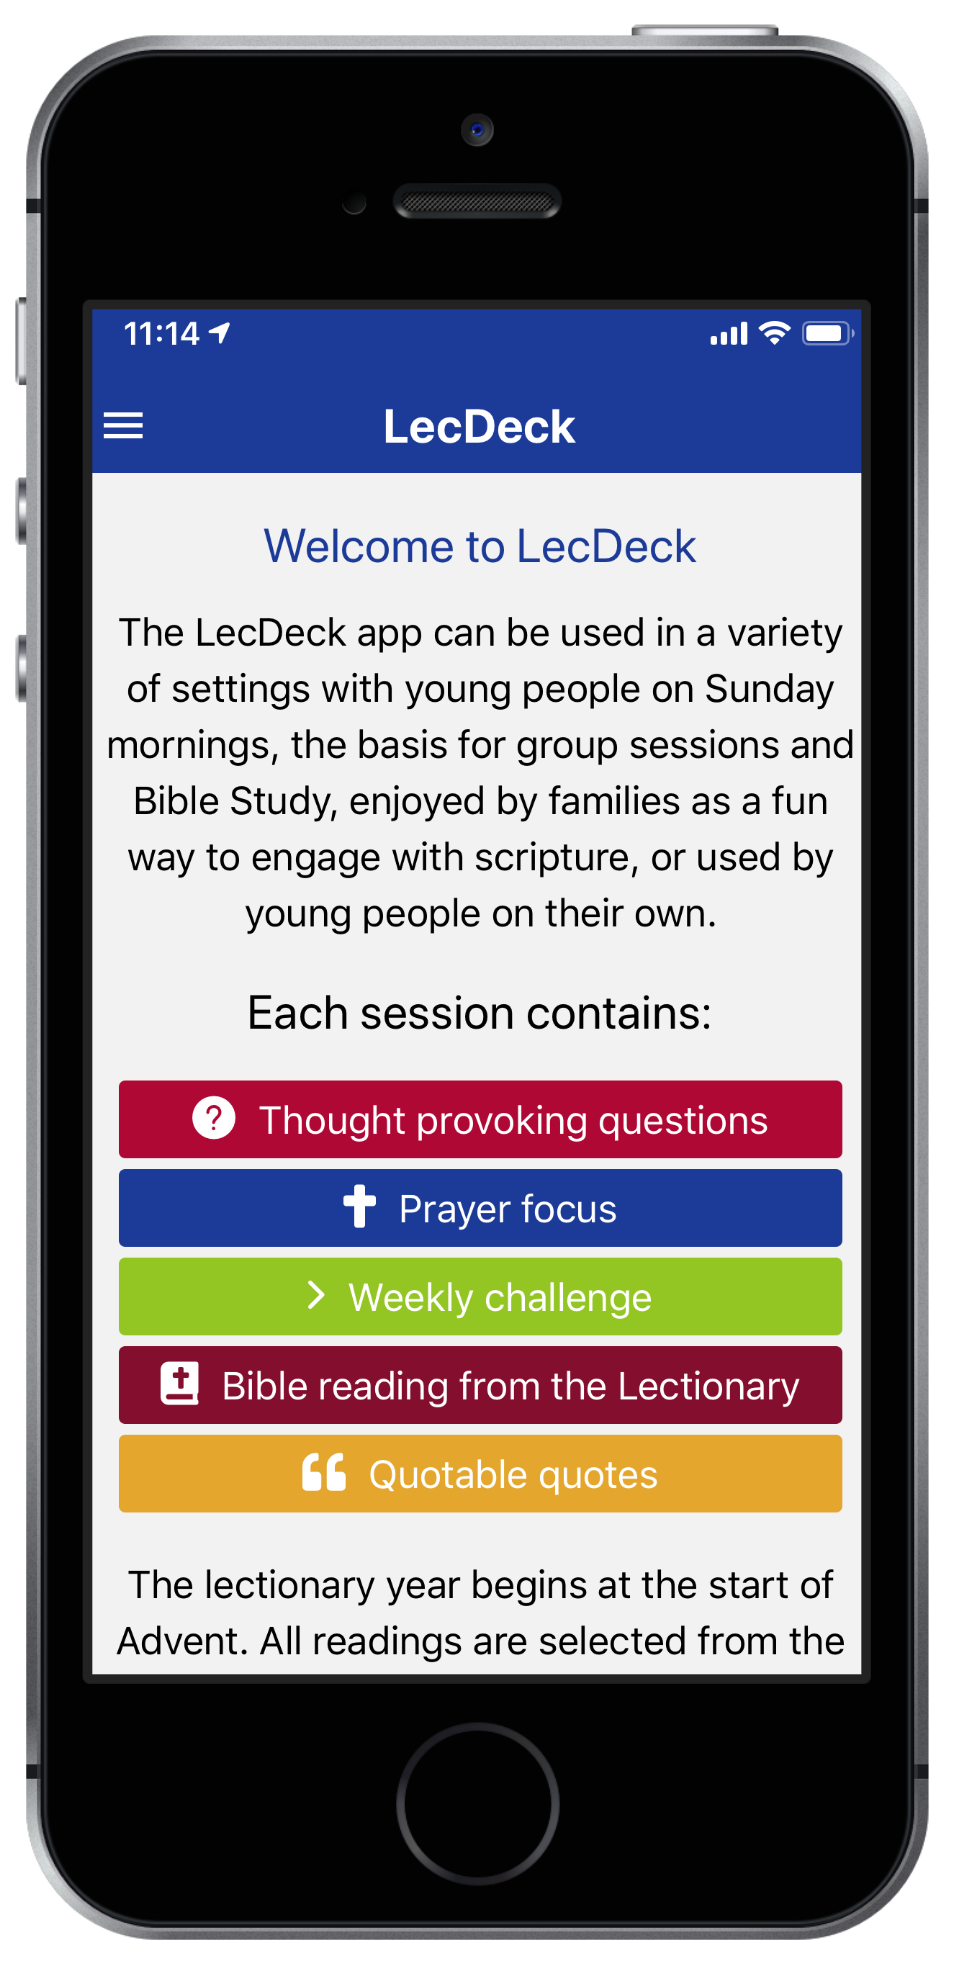 11:14
LecDeck
Welcome to LecDeck
The LecDeck app can be used in a variety
of settings with young people on Sunday
mornings, the basis for group sessions and
Bible Study, enjoyed by families as a fun
way to engage with scripture, or used by
young people on their own.
Each session contains:
Thought provoking questions
Prayer focus
Weekly challenge
Bible reading from the Lectionary
Quotable quotes
The lectionary year begins at the start of
Advent. All readings are selected from the